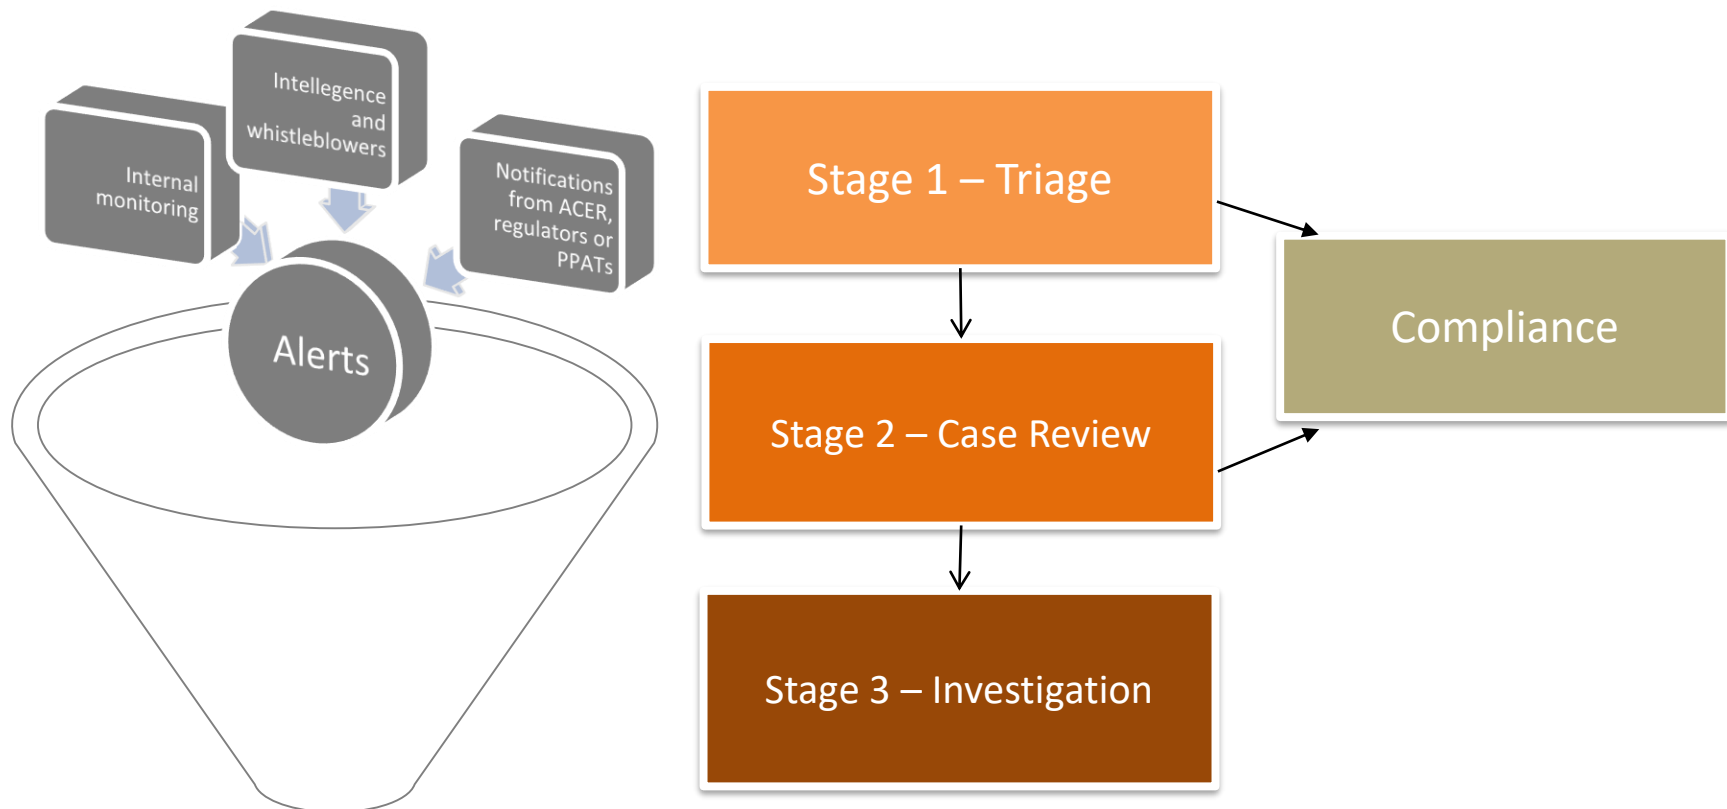 Intellegence
and
whistleblowers
Internal
monitoring
Notifications
from ACER,
regulators or
PPATs
Alerts
Stage 1 – Triage
Compliance
Stage 2 – Case Review
Stage 3 – Investigation